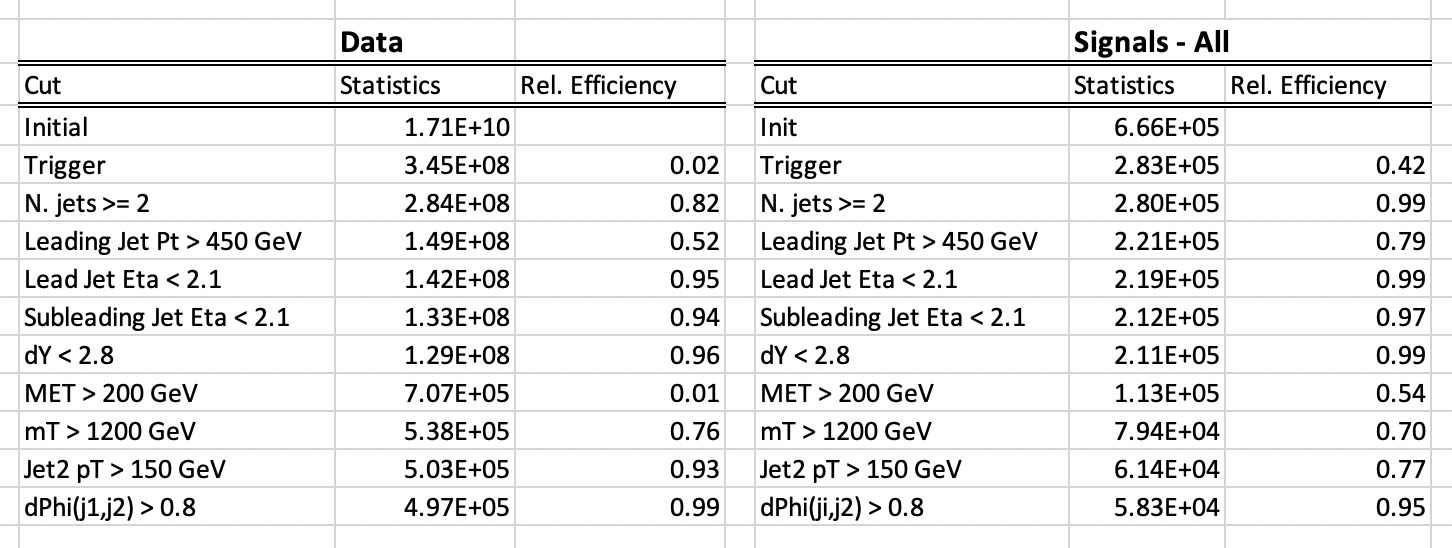 Data Signals - All
Cut Statistics Rel. Efficiency Cut Statistics Rel. Efficiency
Initial 1.71E+10 Init 6.66E+05
Trigger 3.45E+08 0.02 Trigger 2.83E+05 0.42
N. jets >= 2 2.84E+08 0.82 N. jets >= 2 2.80E+05 0.99
Leading Jet Pt > 450 GeV 1.49E+08 0.52 Leading Jet Pt > 450 GeV 2.21E+05 0.79
Lead Jet Eta < 2.1 1.42E+08 0.95 Lead Jet Eta < 2.1 2.19E+05 0.99
Subleading Jet Eta < 2.1 1.33E+08 0.94 Subleading Jet Eta < 2.1 2.12E+05 0.97
dY < 2.8 1.29E+08 0.96 dY < 2.8 2.11E+05 0.99
MET > 200 GeV 7.07E+05 0.01 MET > 200 GeV 1.13E+05 0.54
mT > 1200 GeV 5.38E+05 0.76 mT > 1200 GeV 7.94E+04 0.70
Jet2 pT > 150 GeV 5.03E+05 0.93 Jet2 pT > 150 GeV 6.14E+04 0.77
dPhi(j1,j2) > 0.8 4.97E+05 0.99 dPhi(ji,j2) > 0.8 5.83E+04 0.95